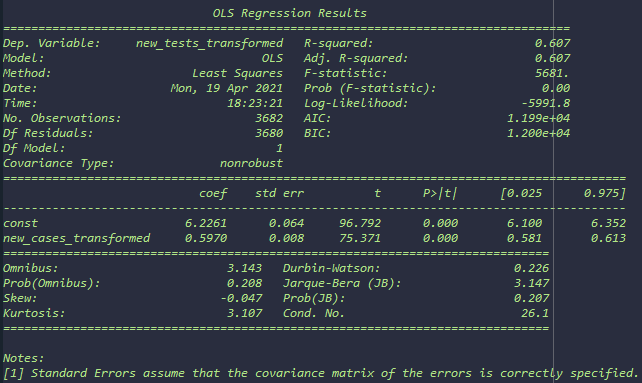 OLS Regression Results
==============================================================================
Dep. Variable:     new_tests_transformed   R-squared:                       0.607
Model:                               OLS   Adj. R-squared:                  0.607
Method:                    Least Squares   F-statistic:                     5681.
Date:                   Mon, 19 Apr 2021   Prob (F-statistic):               0.00
Time:                           18:23:21   Log-Likelihood:                -5991.8
No. Observations:                   3682   AIC:                         1.199e+04
Df Residuals:                       3680   BIC:                         1.200e+04
Df Model:                              1
Covariance Type:               nonrobust
==============================================================================
coef    std err          t      P>|t|      [0.025      0.975]
------------------------------------------------------------------------------
const                     6.2261      0.064     96.792      0.000       6.100       6.352
new_cases_transformed     0.5970      0.008     75.371      0.000       0.581       0.613
==============================================================================
Omnibus:                        3.143   Durbin-Watson:                   0.226
Prob(Omnibus):                  0.208   Jarque-Bera (JB):                3.147
Skew:                          -0.047   Prob(JB):                        0.207
Kurtosis:                       3.107   Cond. No.                         26.1
==============================================================================
Notes:
[1] Standard Errors assume that the covariance matrix of the errors is correctly specified.